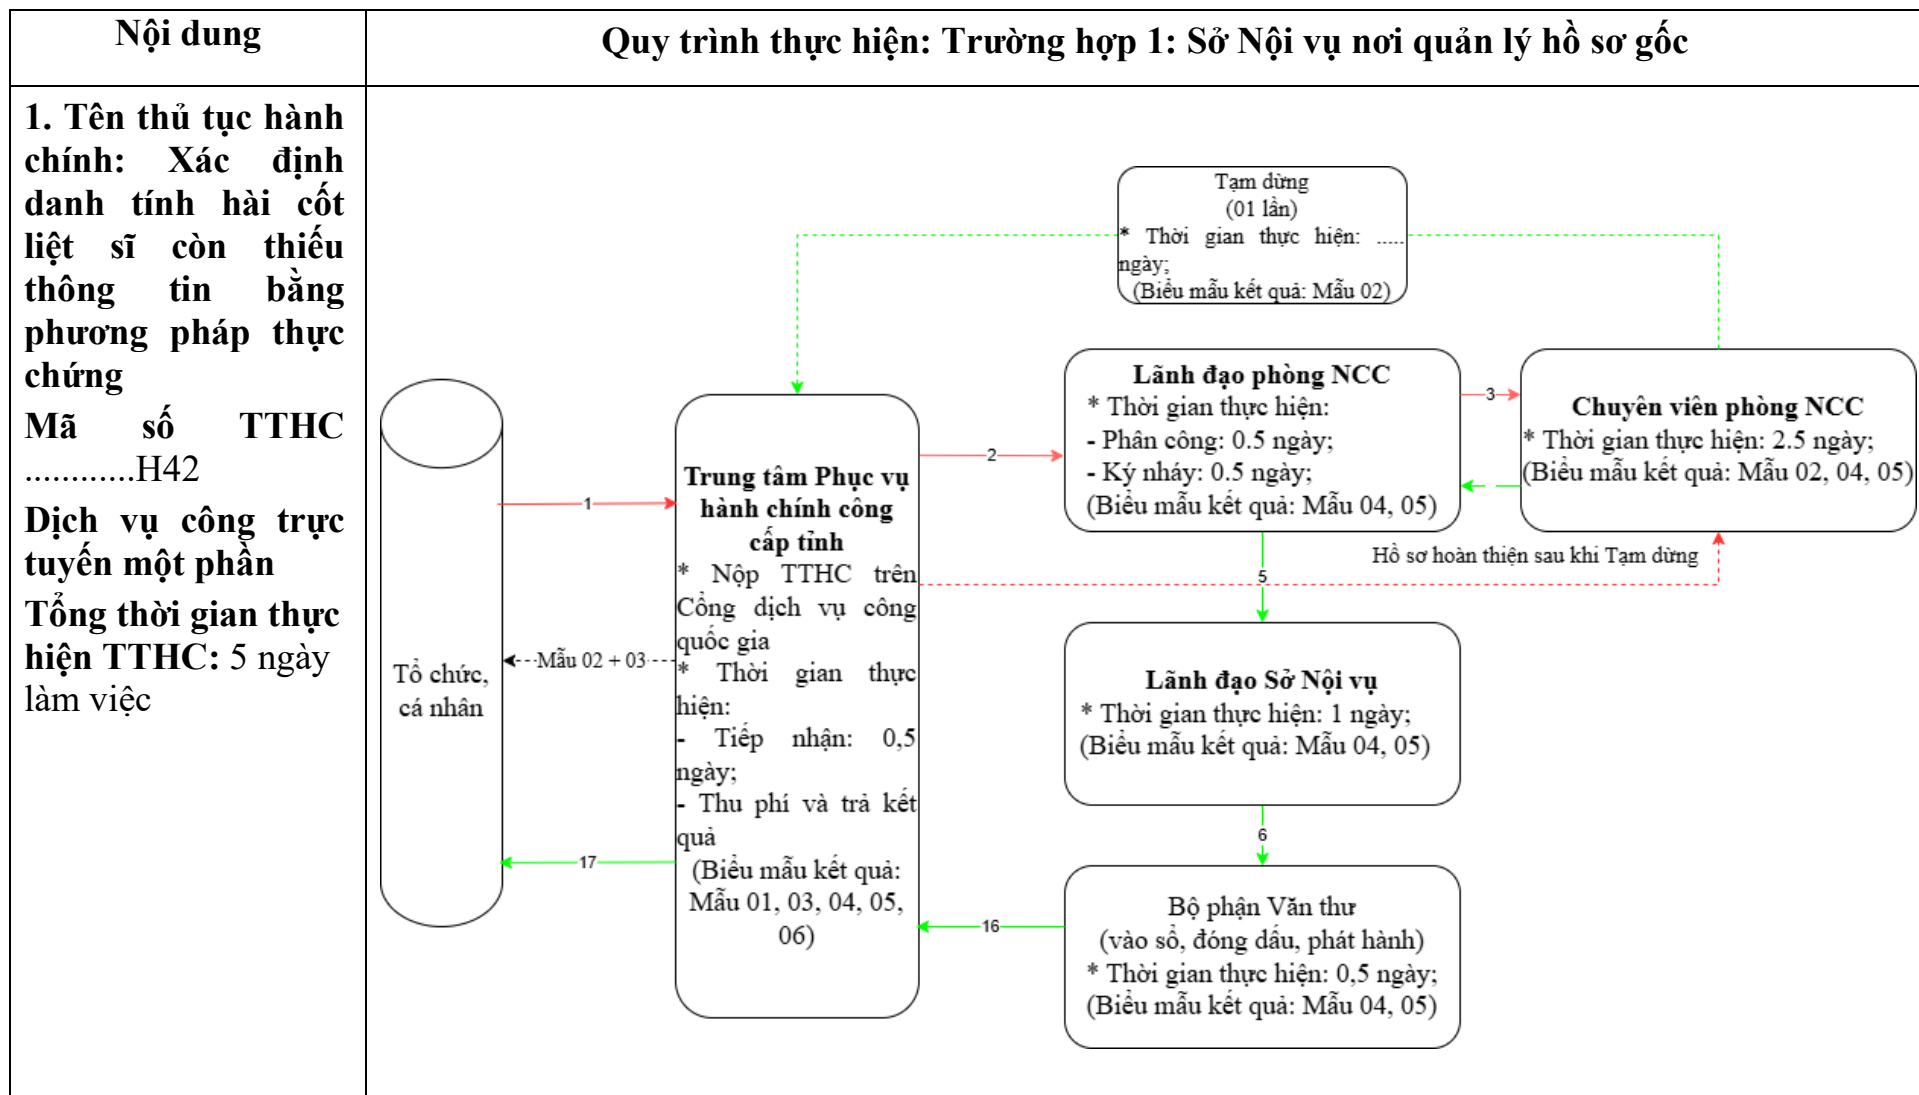 Nội dung
Quy trình thực hiện: Trường hợp 1: Sở Nội vụ nơi quản lý hồ sơ gốc
1. Tên thủ tục hành
chính: Xác định
danh tính hài cốt
liệt sĩ còn thiếu
thông tin bằng
phương pháp thực
chứng
Mã số TTHC
............H42
Dịch vụ công trực
tuyến một phần
Tổng thời gian thực
hiện TTHC: 5 ngày
làm việc
Tạm dừng
(01 lần)
* Thời gian thực hiện: .....
ngày;
(Biểu mẫu kết quả: Mẫu 02)
Tổ chức,
cá nhân
1
Mẫu 02 + 03
17
Trung tâm Phục vụ
hành chính công
cấp tỉnh
* Nộp TTHC trên
Cổng dịch vụ công
quốc gia
* Thời gian thực
hiện:
- Tiếp nhận: 0,5
ngày;
- Thu phí và trả kết
quả
(Biểu mẫu kết quả:
Mẫu 01, 03, 04, 05,
06)
2
Lãnh đạo phòng NCC
* Thời gian thực hiện:
- Phân công: 0.5 ngày;
- Ký nháy: 0.5 ngày;
(Biểu mẫu kết quả: Mẫu 04, 05)
3
Chuyên viên phòng NCC
* Thời gian thực hiện: 2.5 ngày;
(Biểu mẫu kết quả: Mẫu 02, 04, 05)
Hồ sơ hoàn thiện sau khi Tạm dừng
5
Lãnh đạo Sở Nội vụ
* Thời gian thực hiện: 1 ngày;
(Biểu mẫu kết quả: Mẫu 04, 05)
6
Bộ phận Văn thư
(vào sổ, đóng dấu, phát hành)
* Thời gian thực hiện: 0,5 ngày;
(Biểu mẫu kết quả: Mẫu 04, 05)
16